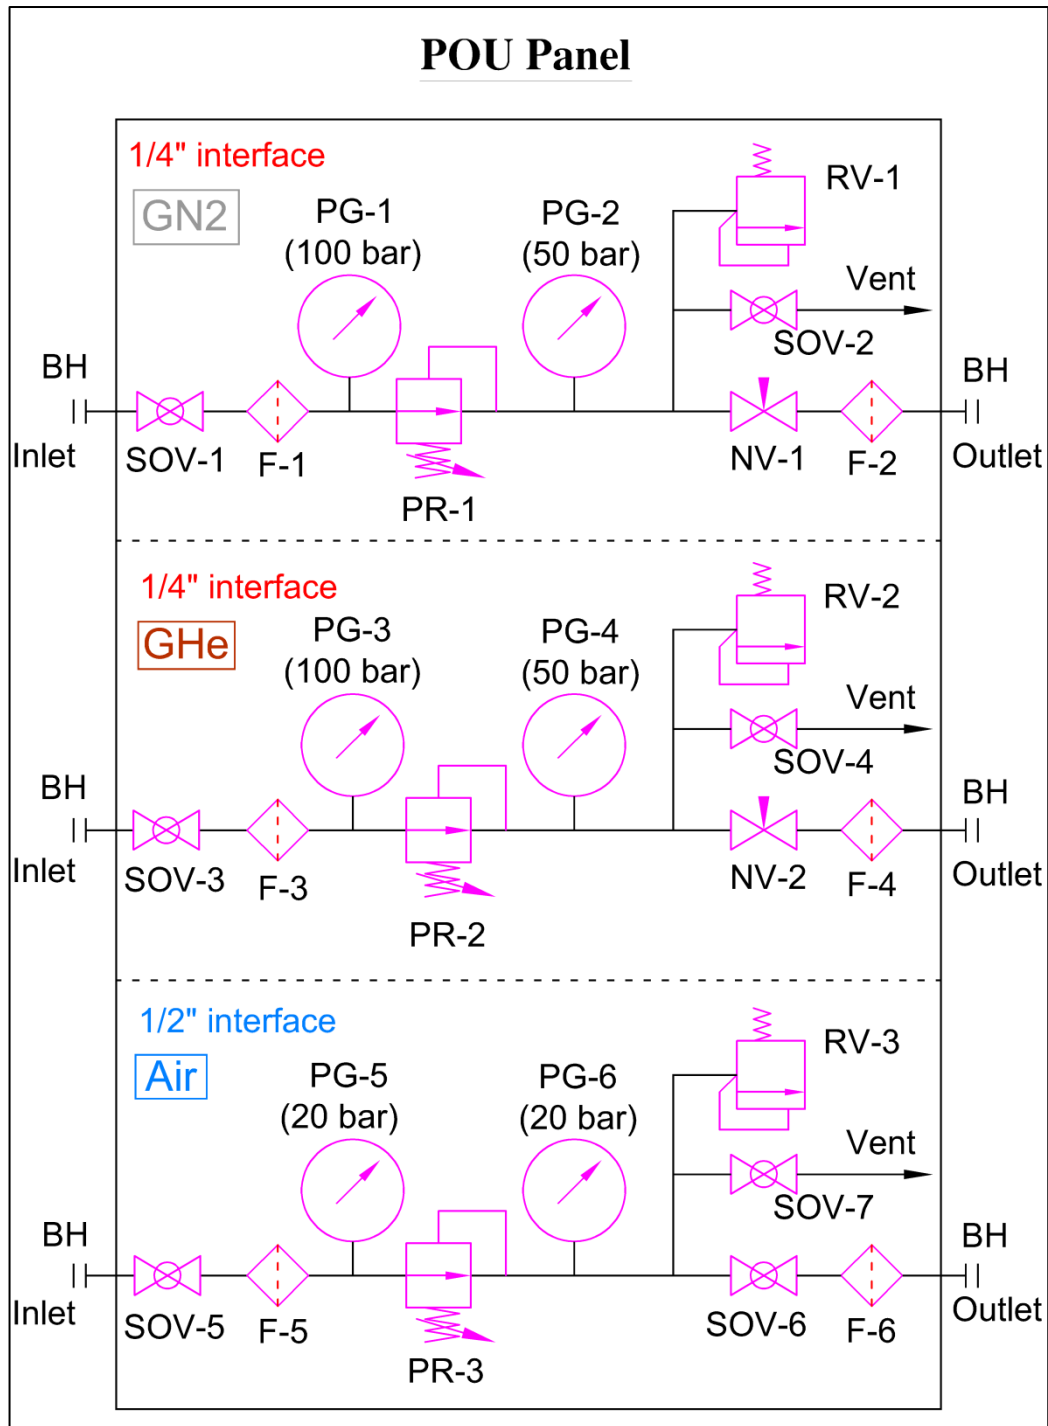 POU Panel
1/4" interface
GN2
PG-1
(100 bar)
PG-2
(50 bar)
RV-1
Vent
SOV-2
BH
Inlet
SOV-1
F-1
PR-1
NV-1
F-2
BH
Outlet
1/4" interface
GHe
PG-3
(100 bar)
PG-4
(50 bar)
RV-2
Vent
SOV-4
BH
Inlet
SOV-3
F-3
PR-2
NV-2
F-4
BH
Outlet
1/2" interface
Air
PG-5
(20 bar)
PG-6
(20 bar)
RV-3
Vent
SOV-7
BH
Inlet
SOV-5
F-5
PR-3
SOV-6
F-6
BH
Outlet